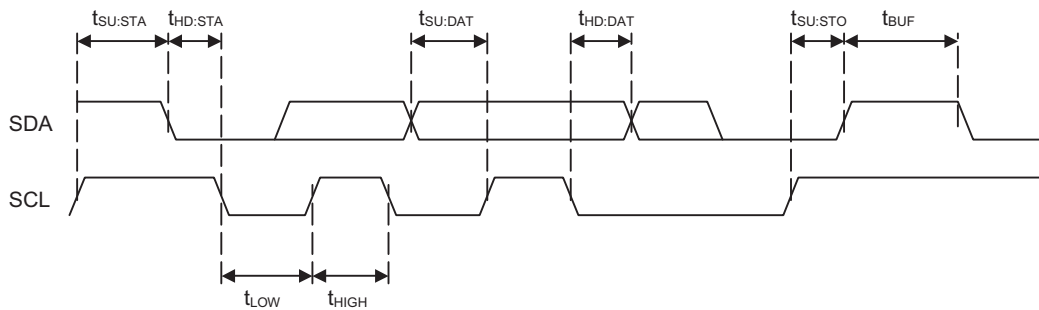 tSU:STA tHD:STA tSU:DAT tHD:DAT tSU:STO tBUF
SDA
SCL
tLOW tHIGH